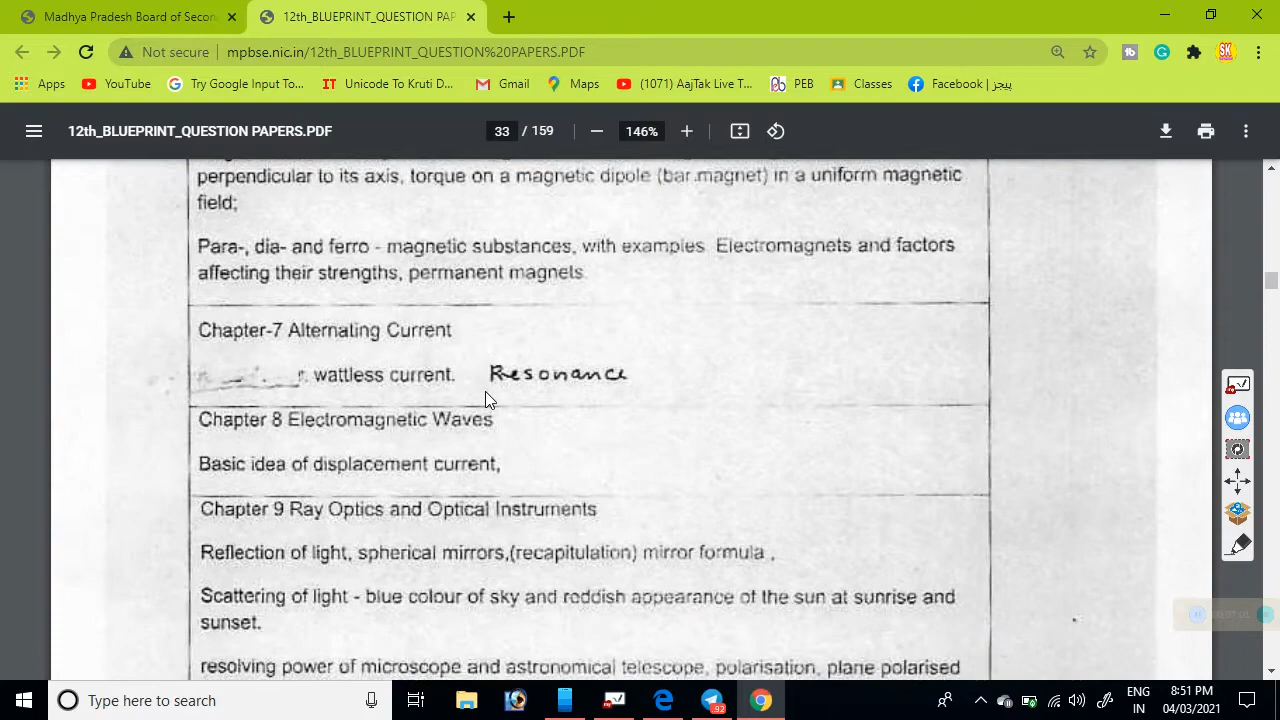 Madhya Pradesh Board of Secon
12th_BLUEPRINT_QUESTION PAP
Not secure
mpbse.nic.in/12th_BLUEPRINT_QUESTION%20PAPERS.PDF
Apps
YouTube
Try Google Input To...
Unicode To Kruti D...
Gmail
Maps
(1071) AajTak Live T...
PEB
Classes
Facebook | پیجز
12th_BLUEPRINT_QUESTION PAPERS.PDF
33 / 159
146%
perpendicular to its axis, torque on a magnetic dipole (bar.magnet) in a uniform magnetic
field;
Para-, dia- and ferro - magnetic substances, with examples. Electromagnets and factors
affecting their strengths, permanent magnets
Chapter-7 Alternating Current
wattless current. Resonance
Chapter 8 Electromagnetic Waves
Basic idea of displacement current,
Chapter 9 Ray Optics and Optical Instruments
Reflection of light, spherical mirrors,(recapitulation) mirror formula ,
Scattering of light - blue colour of sky and reddish appearance of the sun at sunrise and
sunset.
resolving power of microscope and astronomical telescope, polarisation, plane polarised
Type here to search
92
ENG
IN
8:51 PM
04/03/2021